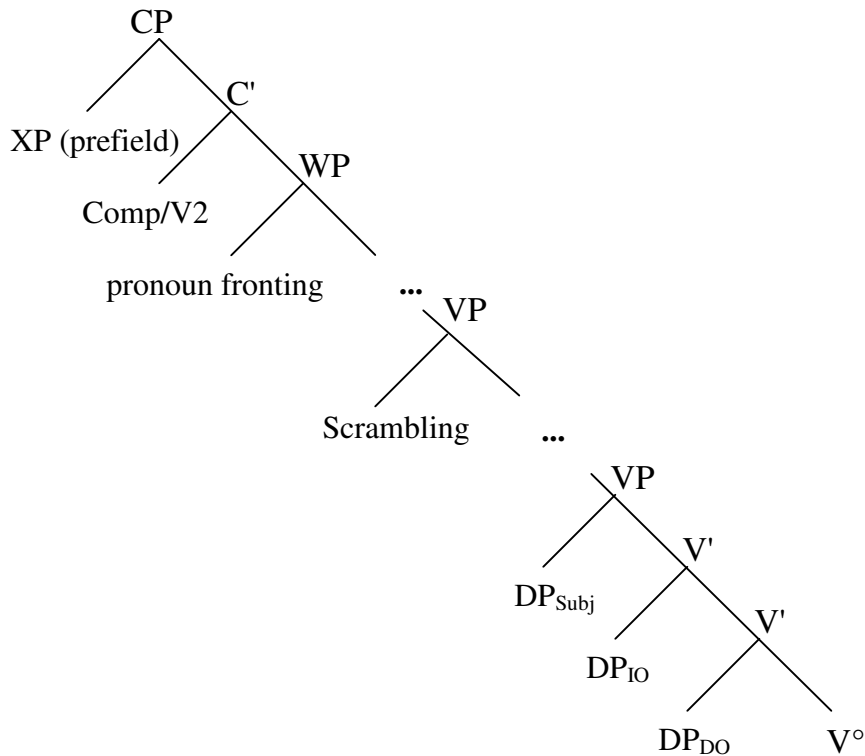 CP
C'
XP (prefield)
WP
Comp/V2
pronoun fronting
...
VP
Scrambling
...
VP
V'
DPSubj
V'
DPIO
DPDO
V°